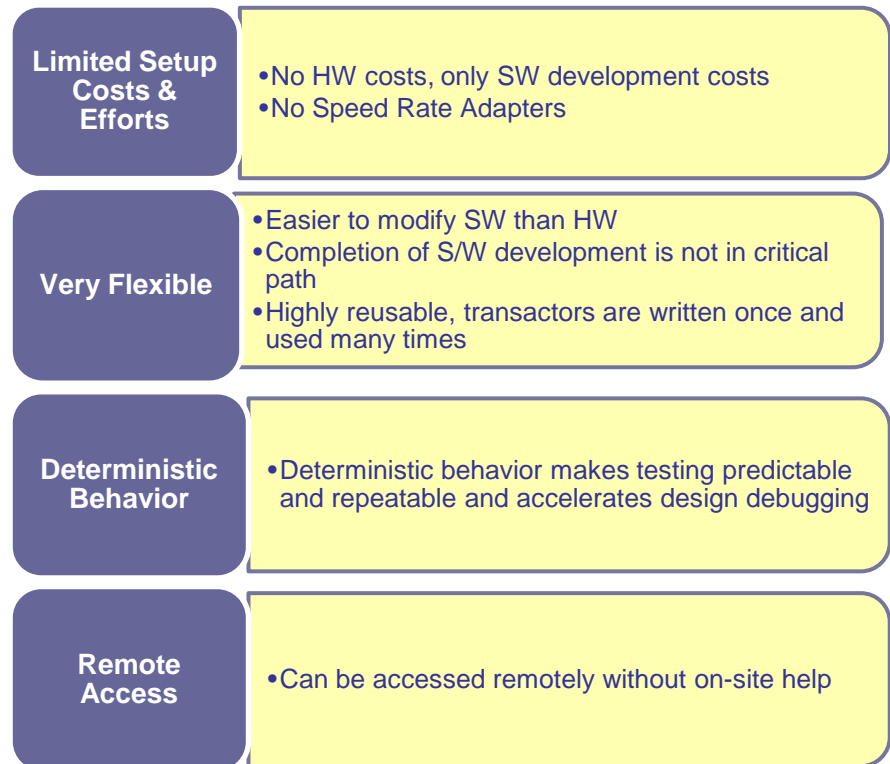 Limited Setup
Costs &
Efforts
•No HW costs, only SW development costs
•No Speed Rate Adapters
Very Flexible
•Easier to modify SW than HW
•Completion of S/W development is not in critical
path
•Highly reusable, transactors are written once and
used many times
Deterministic
Behavior
•Deterministic behavior makes testing predictable
and repeatable and accelerates design debugging
Remote
Access
•Can be accessed remotely without on-site help